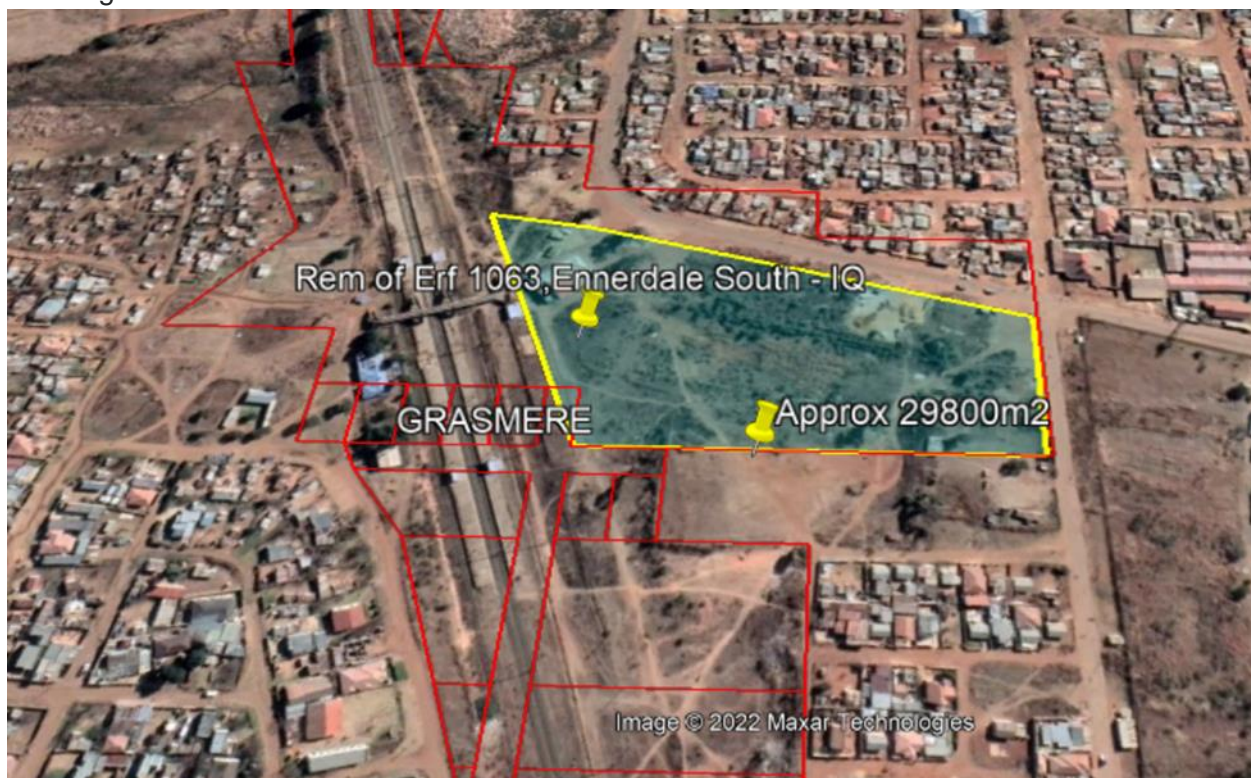 Rem of Erf 1063,Ennerdale South - IQ
GRASMERE
Approx 29800m2
Image © 2022 Maxar Technologies